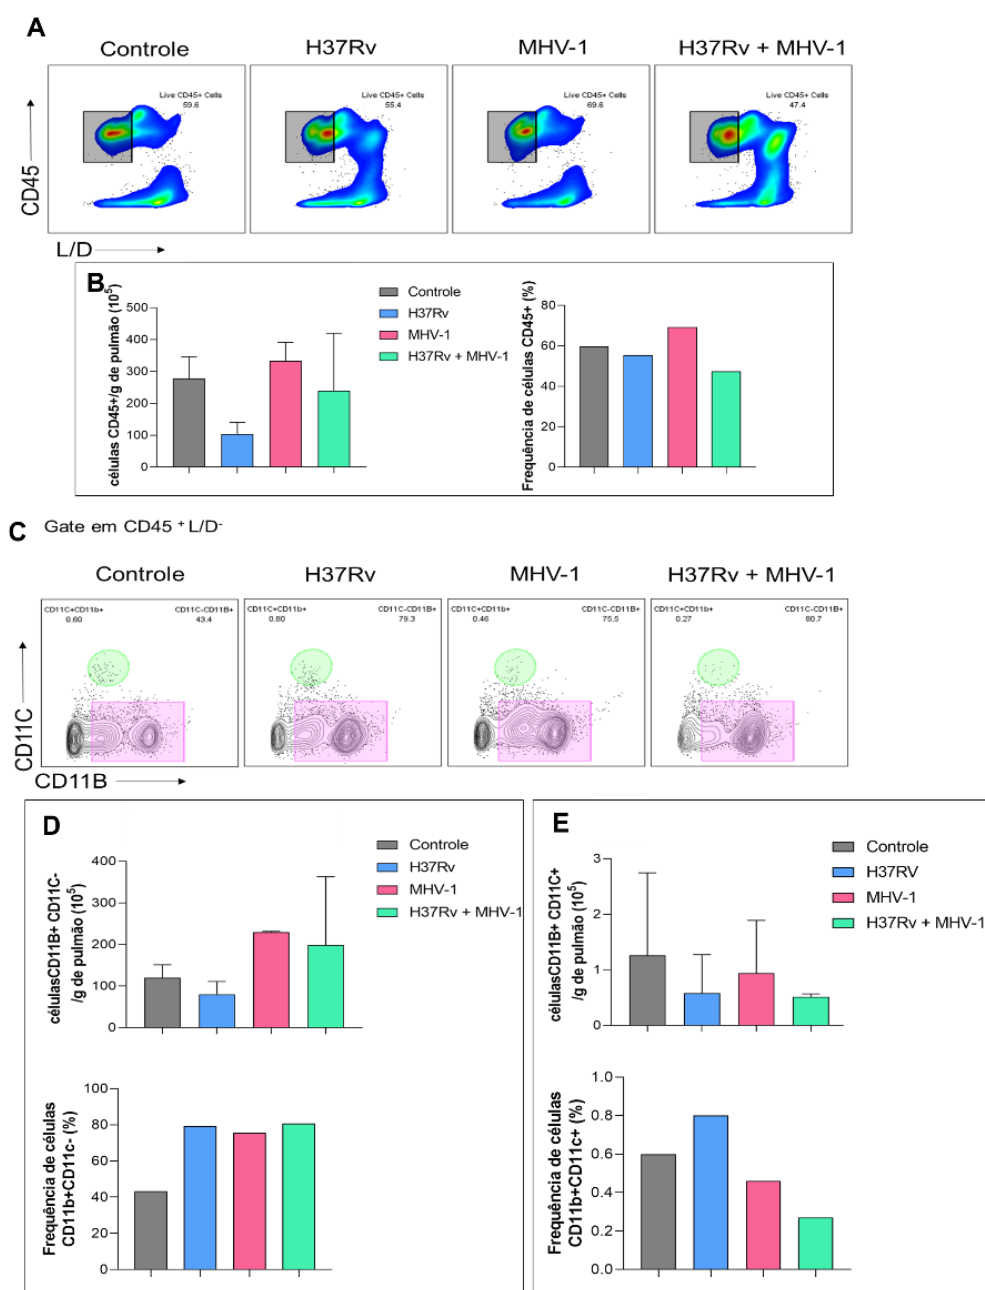 A
Controle
H37Rv
MHV-1
H37Rv + MHV-1
Live CD45+ Cells
59.6
Live CD45+ Cells
55.4
Live CD45+ Cells
69.6
Live CD45+ Cells
47.4
CD45
L/D
B
células CD45+/g de pulmão (10⁵)
500
400
300
200
100
0
Controle
H37Rv
MHV-1
H37Rv + MHV-1
Frequência de células CD45+ (%)
80
60
40
20
0
C
Gate em CD45 ⁺ L/D⁻
Controle
H37Rv
MHV-1
H37Rv + MHV-1
CD11C+CD11b+
0.60
CD11C-CD11B+
43.4
CD11C+CD11b+
0.80
CD11C-CD11B+
79.3
CD11C+CD11b+
0.46
CD11C-CD11B+
75.5
CD11C+CD11b+
0.27
CD11C-CD11B+
80.7
CD11C
CD11B
D
célulasCD11B+ CD11C-
/g de pulmão (10⁵)
400
300
200
100
0
Controle
H37Rv
MHV-1
H37Rv + MHV-1
Frequência de células
CD11b+CD11c- (%)
100
80
60
40
20
0
E
célulasCD11B+ CD11C+
/g de pulmão (10⁵)
3
2
1
0
Controle
H37RV
MHV-1
H37Rv + MHV-1
Frequência de células
CD11b+CD11c+ (%)
1.0
0.8
0.6
0.4
0.2
0.0